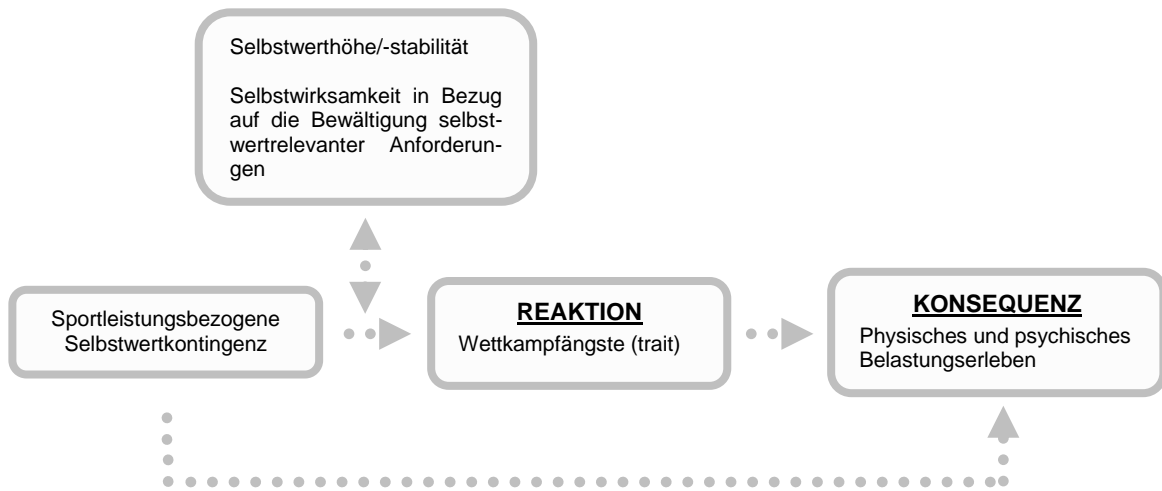 Selbstwerthöhe/-stabilität
Selbstwirksamkeit in Bezug
auf die Bewältigung selbst-
wertrelevanter Anforderun-
gen
Sportleistungsbezogene
Selbstwertkontingenz
REAKTION
Wettkampfängste (trait)
KONSEQUENZ
Physisches und psychisches
Belastungserleben